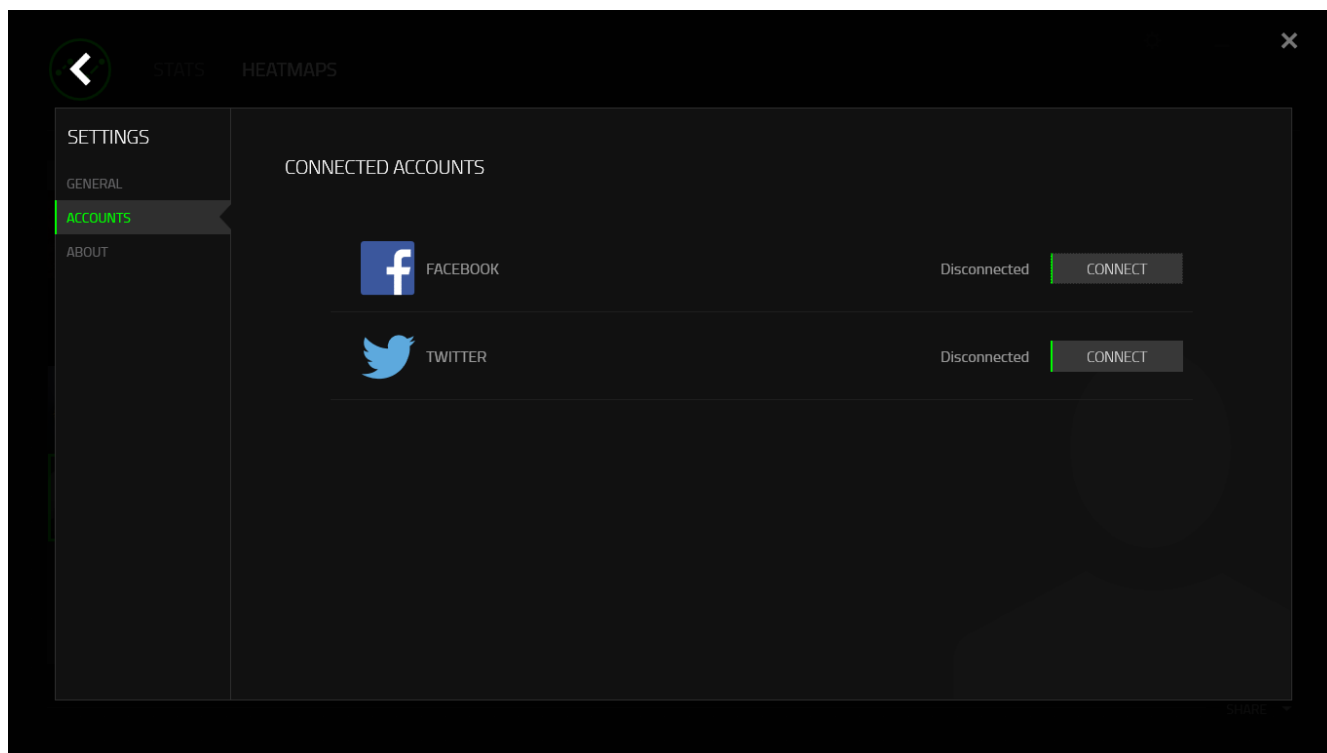 STATS HEATMAPS
SETTINGS
GENERAL
ACCOUNTS
ABOUT
CONNECTED ACCOUNTS
FACEBOOK Disconnected CONNECT
TWITTER Disconnected CONNECT
SHARE